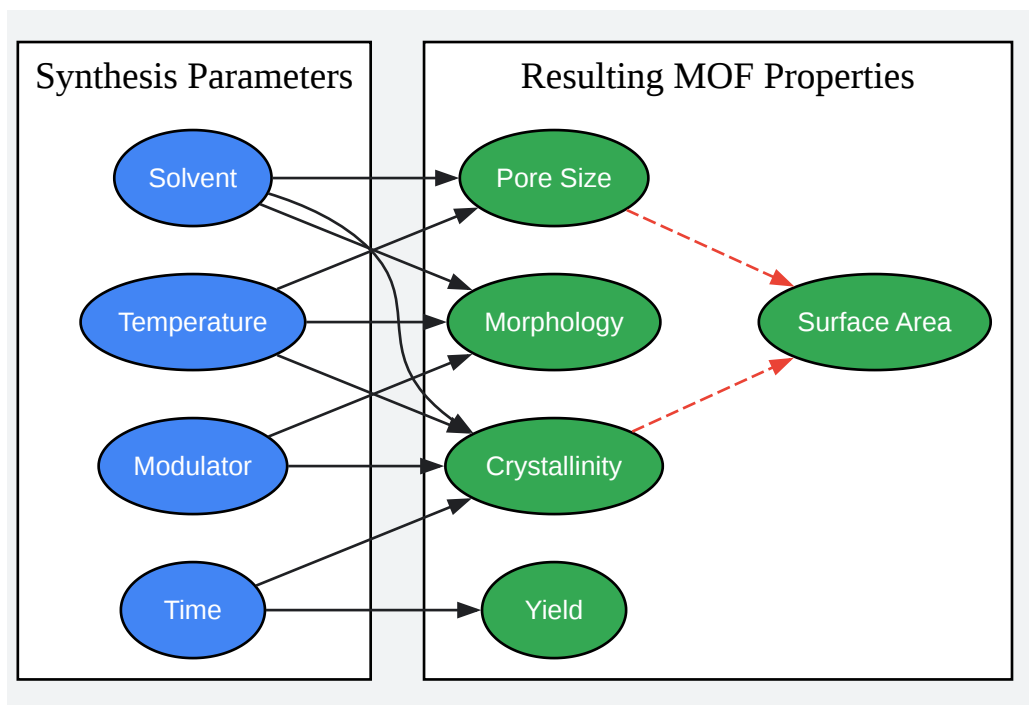 Synthesis Parameters
Resulting MOF Properties
Solvent
Pore Size
Temperature
Morphology
Surface Area
Modulator
Crystallinity
Time
Yield